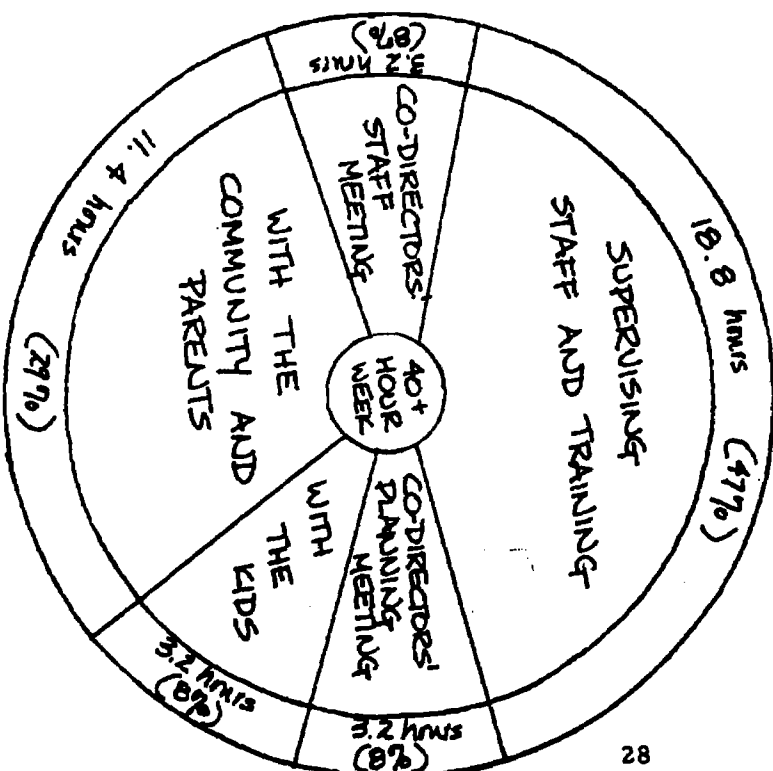 SUPERVISING
STAFF AND TRAINING
18.8 hours (47%)
CO-DIRECTORS'
STAFF
MEETING
3.2 hours
(8%)
40+
HOUR
WEEK
CO-DIRECTORS'
PLANNING
MEETING
3.2 hours
(8%)
WITH THE
COMMUNITY AND
PARENTS
11.4 hours (29%)
WITH
THE
KIDS
3.2 hours
(8%)
28